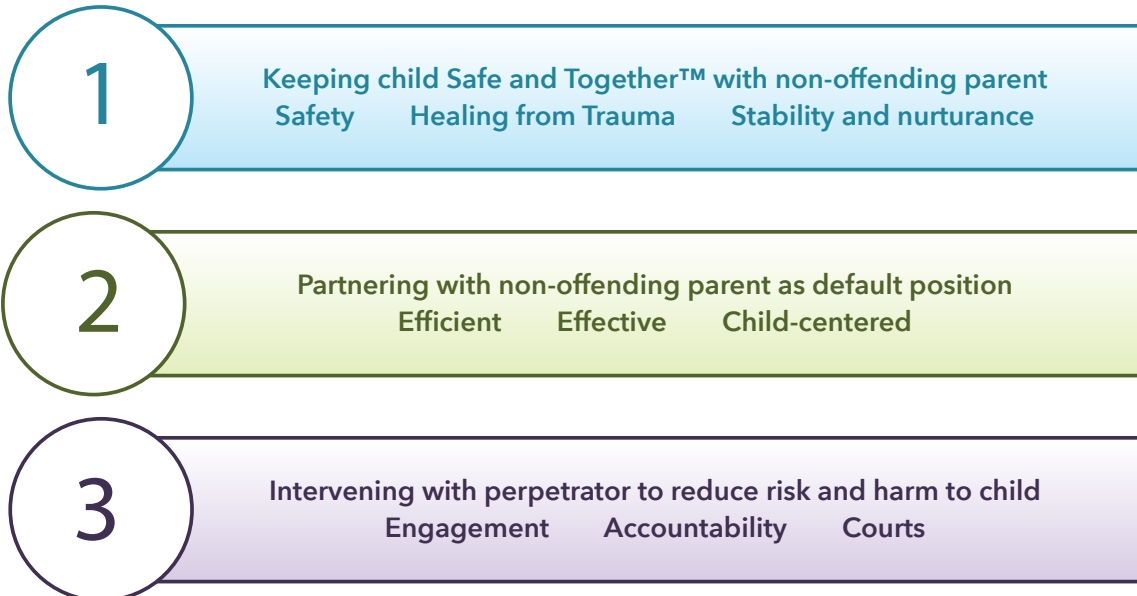 1
Keeping child Safe and Together™ with non-offending parent
Safety Healing from Trauma Stability and nurturance
2
Partnering with non-offending parent as default position
Efficient Effective Child-centered
3
Intervening with perpetrator to reduce risk and harm to child
Engagement Accountability Courts